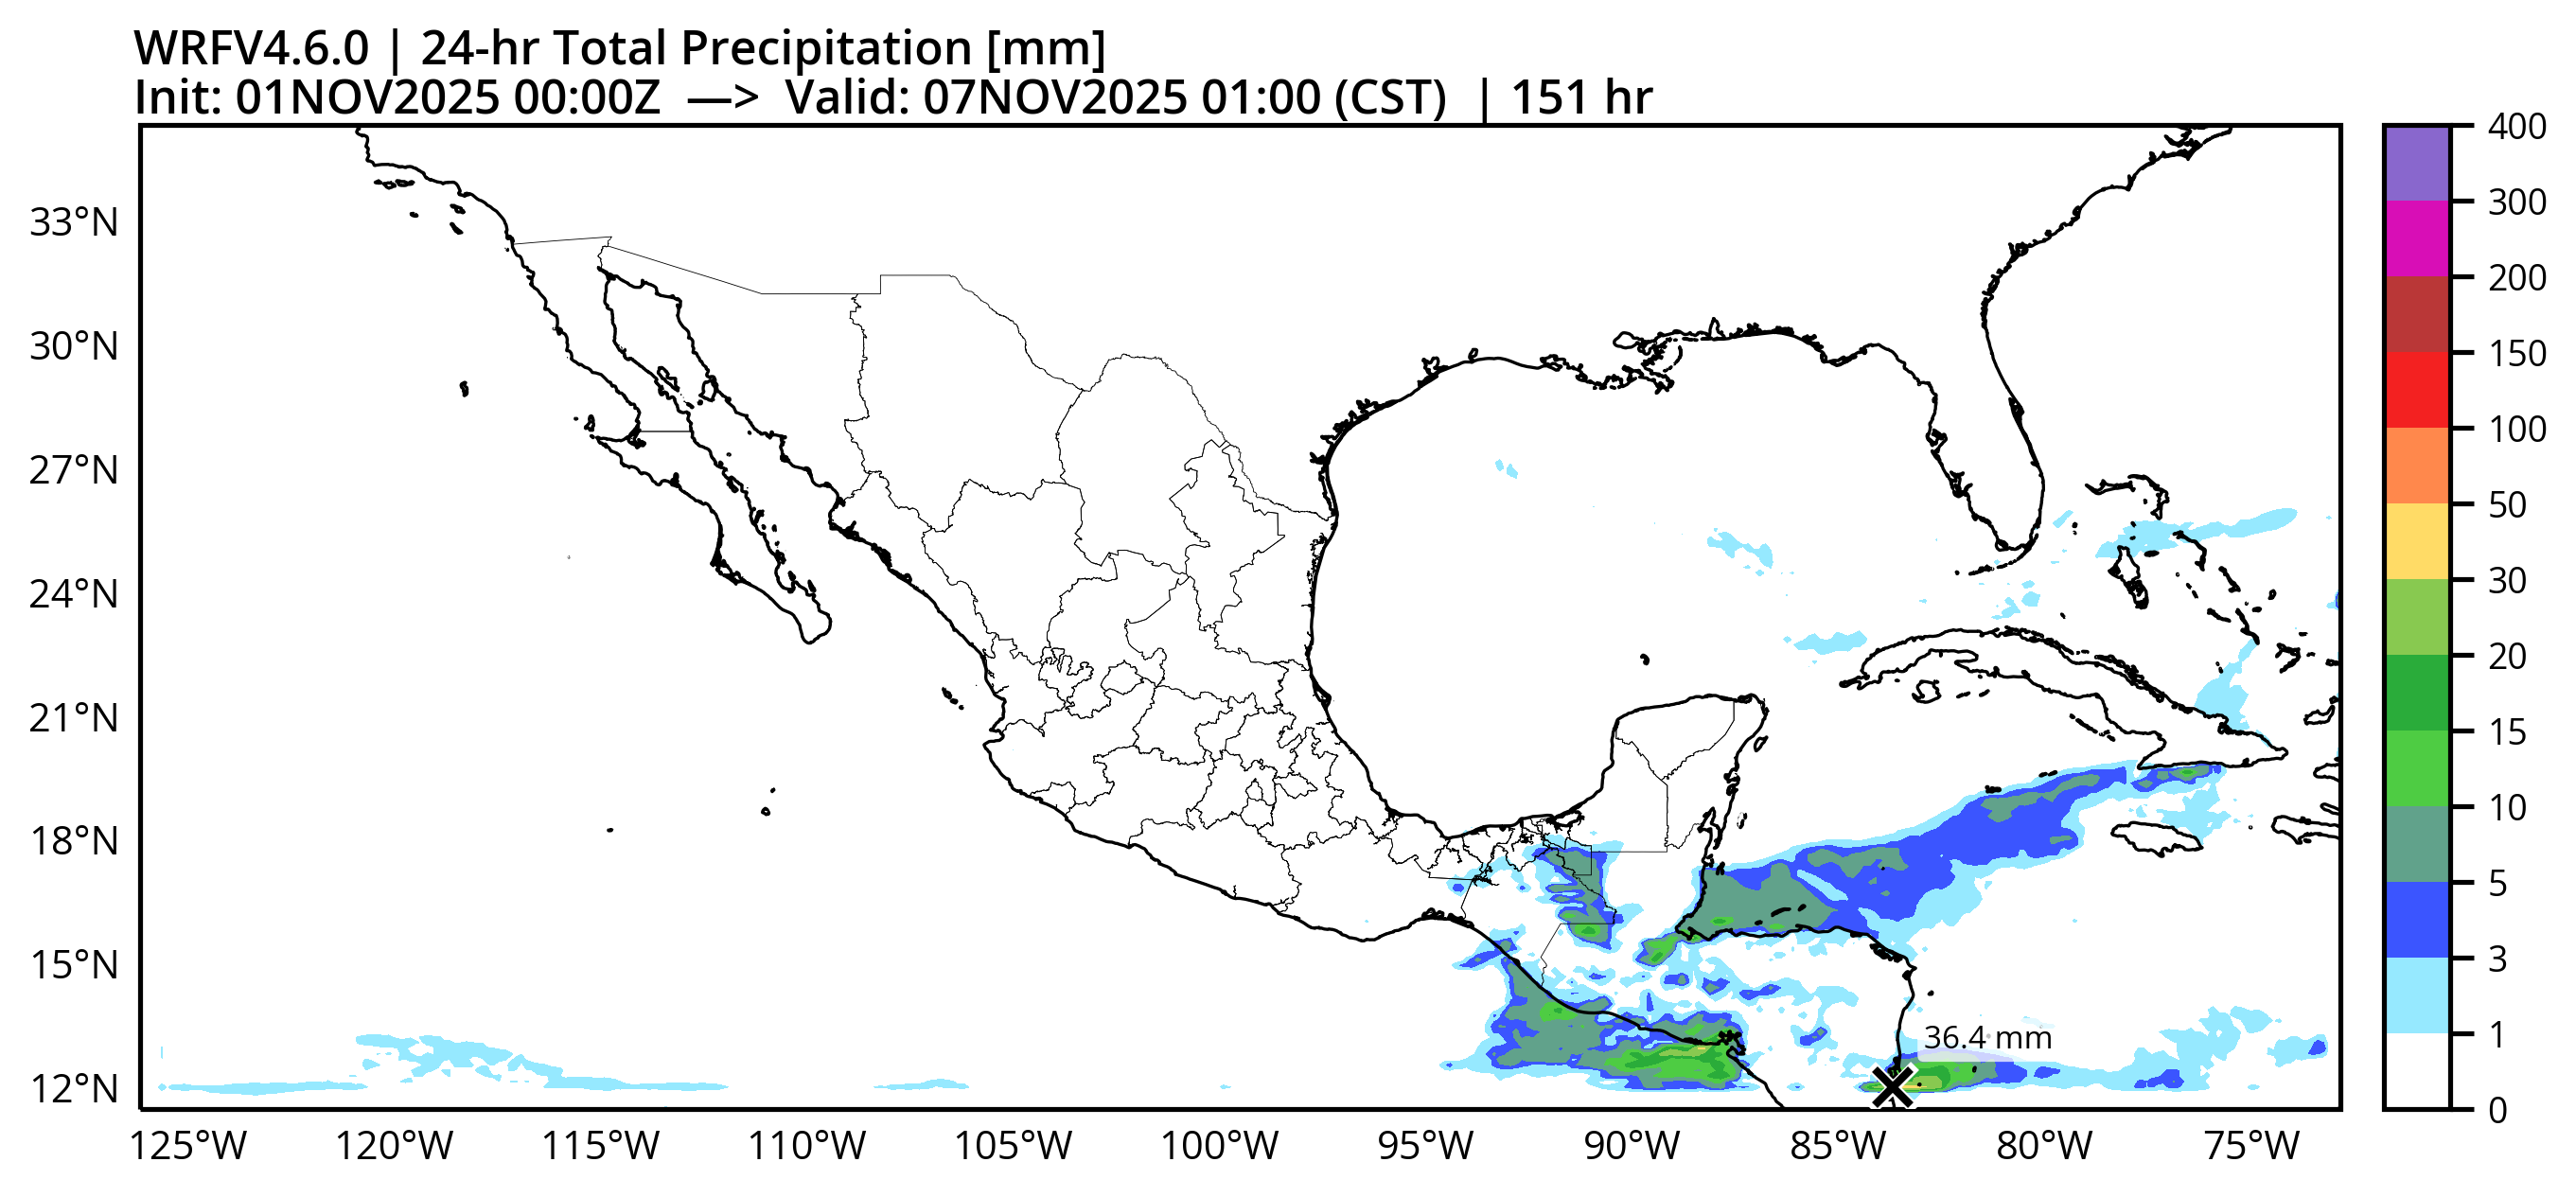 WRFV4.6.0 | 24-hr Total Precipitation [mm]
Init: 01NOV2025 00:00Z —> Valid: 07NOV2025 01:00 (CST) | 151 hr
33°N
30°N
27°N
24°N
21°N
18°N
15°N
12°N
125°W
120°W
115°W
110°W
105°W
100°W
95°W
90°W
85°W
80°W
75°W
36.4 mm
400
300
200
150
100
50
30
20
15
10
5
3
1
0